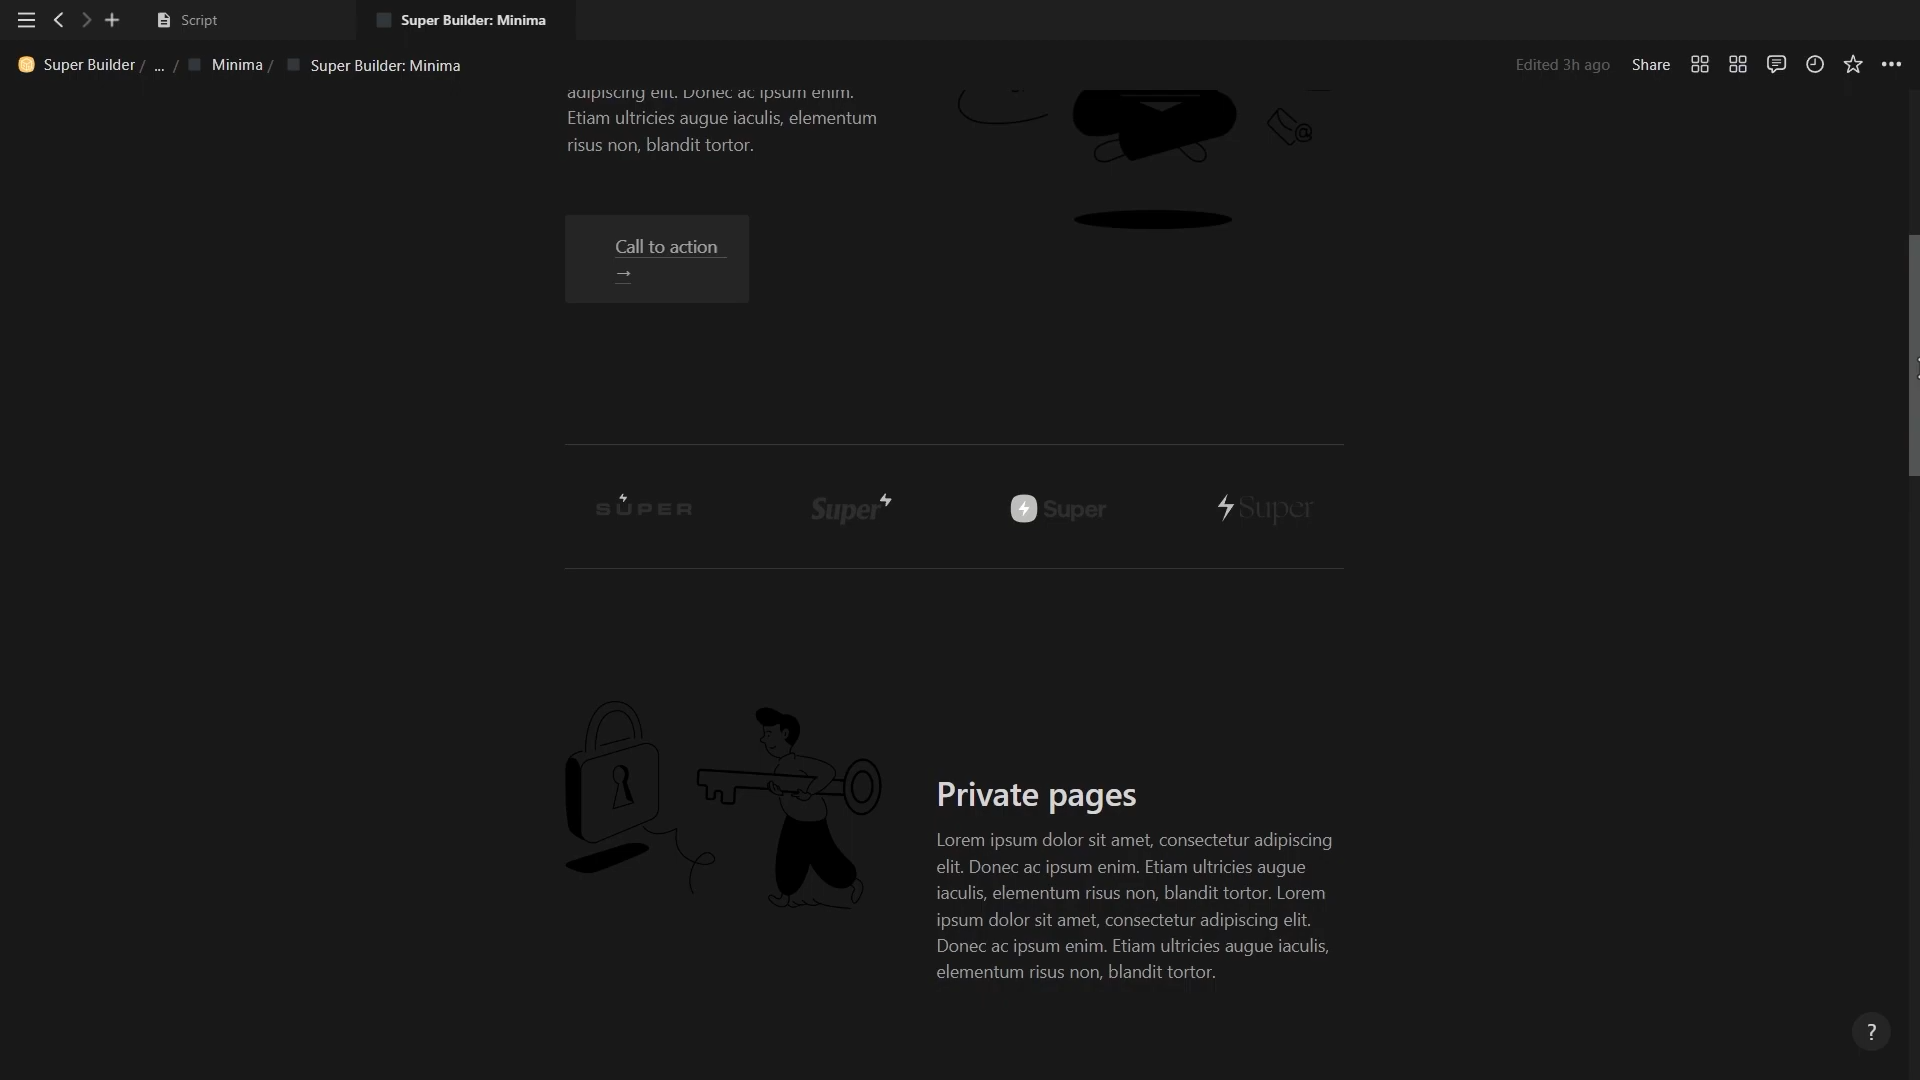 Script
Super Builder: Minima
Super Builder / ... / Minima / Super Builder: Minima
Edited 3h ago
Share
adipiscing elit. Donec ac ipsum enim.
Etiam ultricies augue iaculis, elementum
risus non, blandit tortor.
@
Call to action
→
SUPER
Super
Super
Super
Private pages
Lorem ipsum dolor sit amet, consectetur adipiscing
elit. Donec ac ipsum enim. Etiam ultricies augue
iaculis, elementum risus non, blandit tortor. Lorem
ipsum dolor sit amet, consectetur adipiscing elit.
Donec ac ipsum enim. Etiam ultricies augue iaculis,
elementum risus non, blandit tortor.
?